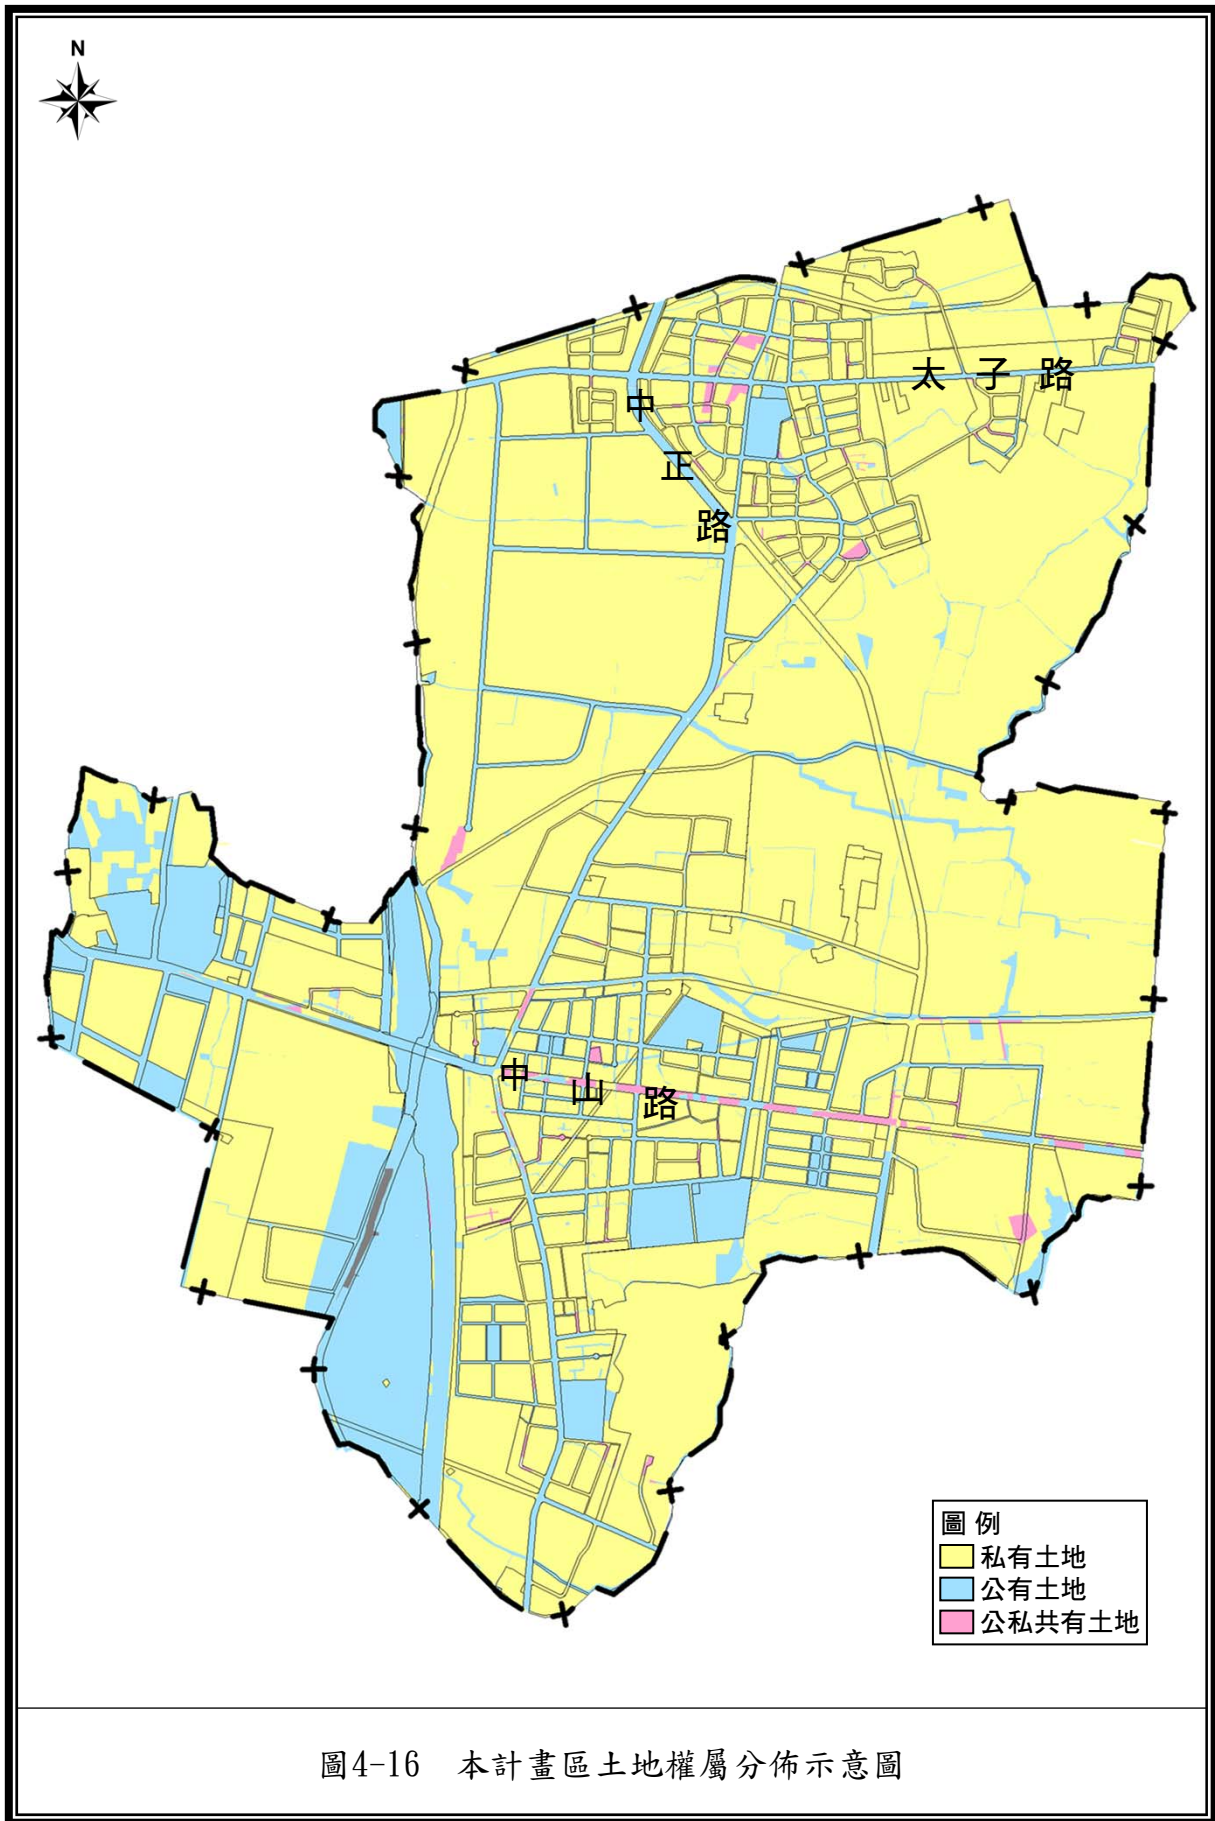 N
太子路
中正路
中山路
圖例
私有土地
公有土地
公私共有土地
圖4-16 本計畫區土地權屬分佈示意圖